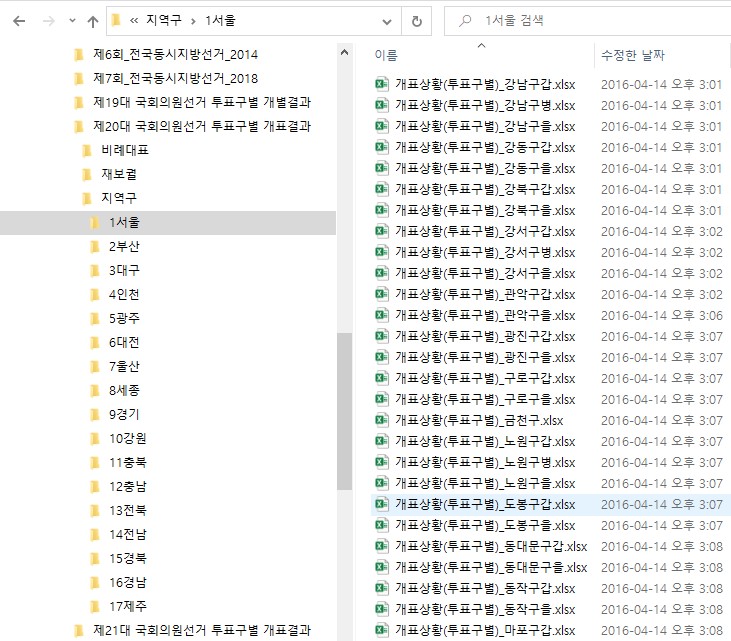 « 지역구 › 1서울
1서울 검색
제6회_전국동시지방선거_2014
제7회_전국동시지방선거_2018
제19대 국회의원선거 투표구별 개별결과
제20대 국회의원선거 투표구별 개표결과
비례대표
재보궐
지역구
1서울
2부산
3대구
4인천
5광주
6대전
7울산
8세종
9경기
10강원
11충북
12충남
13전북
14전남
15경북
16경남
17제주
제21대 국회의원선거 투표구별 개표결과
이름 수정한 날짜
개표상황(투표구별)_강남구갑.xlsx 2016-04-14 오후 3:01
개표상황(투표구별)_강남구병.xlsx 2016-04-14 오후 3:01
개표상황(투표구별)_강남구을.xlsx 2016-04-14 오후 3:01
개표상황(투표구별)_강동구갑.xlsx 2016-04-14 오후 3:01
개표상황(투표구별)_강동구을.xlsx 2016-04-14 오후 3:01
개표상황(투표구별)_강북구갑.xlsx 2016-04-14 오후 3:01
개표상황(투표구별)_강북구을.xlsx 2016-04-14 오후 3:01
개표상황(투표구별)_강서구갑.xlsx 2016-04-14 오후 3:02
개표상황(투표구별)_강서구병.xlsx 2016-04-14 오후 3:02
개표상황(투표구별)_강서구을.xlsx 2016-04-14 오후 3:02
개표상황(투표구별)_관악구갑.xlsx 2016-04-14 오후 3:02
개표상황(투표구별)_관악구을.xlsx 2016-04-14 오후 3:06
개표상황(투표구별)_광진구갑.xlsx 2016-04-14 오후 3:07
개표상황(투표구별)_광진구을.xlsx 2016-04-14 오후 3:07
개표상황(투표구별)_구로구갑.xlsx 2016-04-14 오후 3:07
개표상황(투표구별)_구로구을.xlsx 2016-04-14 오후 3:07
개표상황(투표구별)_금천구.xlsx 2016-04-14 오후 3:07
개표상황(투표구별)_노원구갑.xlsx 2016-04-14 오후 3:07
개표상황(투표구별)_노원구병.xlsx 2016-04-14 오후 3:07
개표상황(투표구별)_노원구을.xlsx 2016-04-14 오후 3:07
개표상황(투표구별)_도봉구갑.xlsx 2016-04-14 오후 3:07
개표상황(투표구별)_도봉구을.xlsx 2016-04-14 오후 3:07
개표상황(투표구별)_동대문구갑.xlsx 2016-04-14 오후 3:08
개표상황(투표구별)_동대문구을.xlsx 2016-04-14 오후 3:08
개표상황(투표구별)_동작구갑.xlsx 2016-04-14 오후 3:08
개표상황(투표구별)_동작구을.xlsx 2016-04-14 오후 3:08
개표상황(투표구별)_마포구갑.xlsx 2016-04-14 오후 3:08